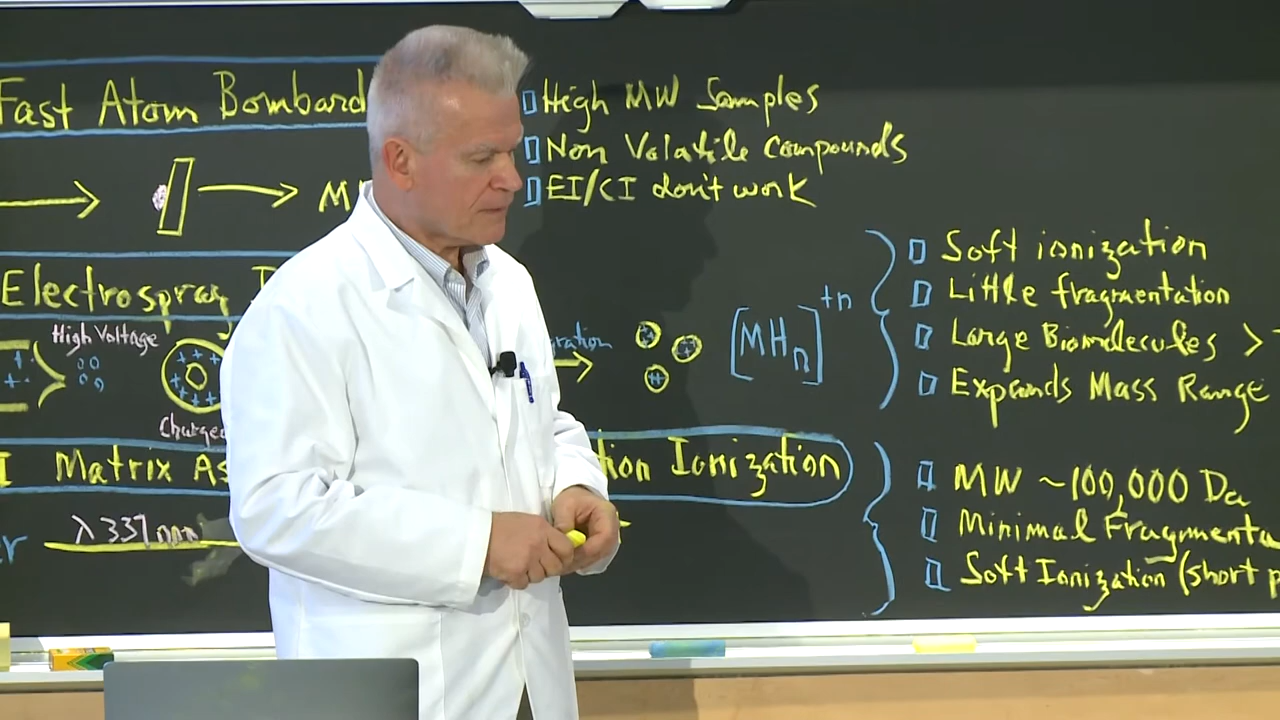 Fast Atom Bombard
High MW Samples
Non Volatile Compounds
EI/CI don't work
Electrospray
High Voltage
+ +
Charged
[MHn]+n
Soft ionization
Little fragmentation
Large Biomolecules >
Expands Mass Range
Matrix As
tion Ionization
λ 337 nm
MW ~100,000 Da
Minimal Fragmenta
Soft Ionization (short p